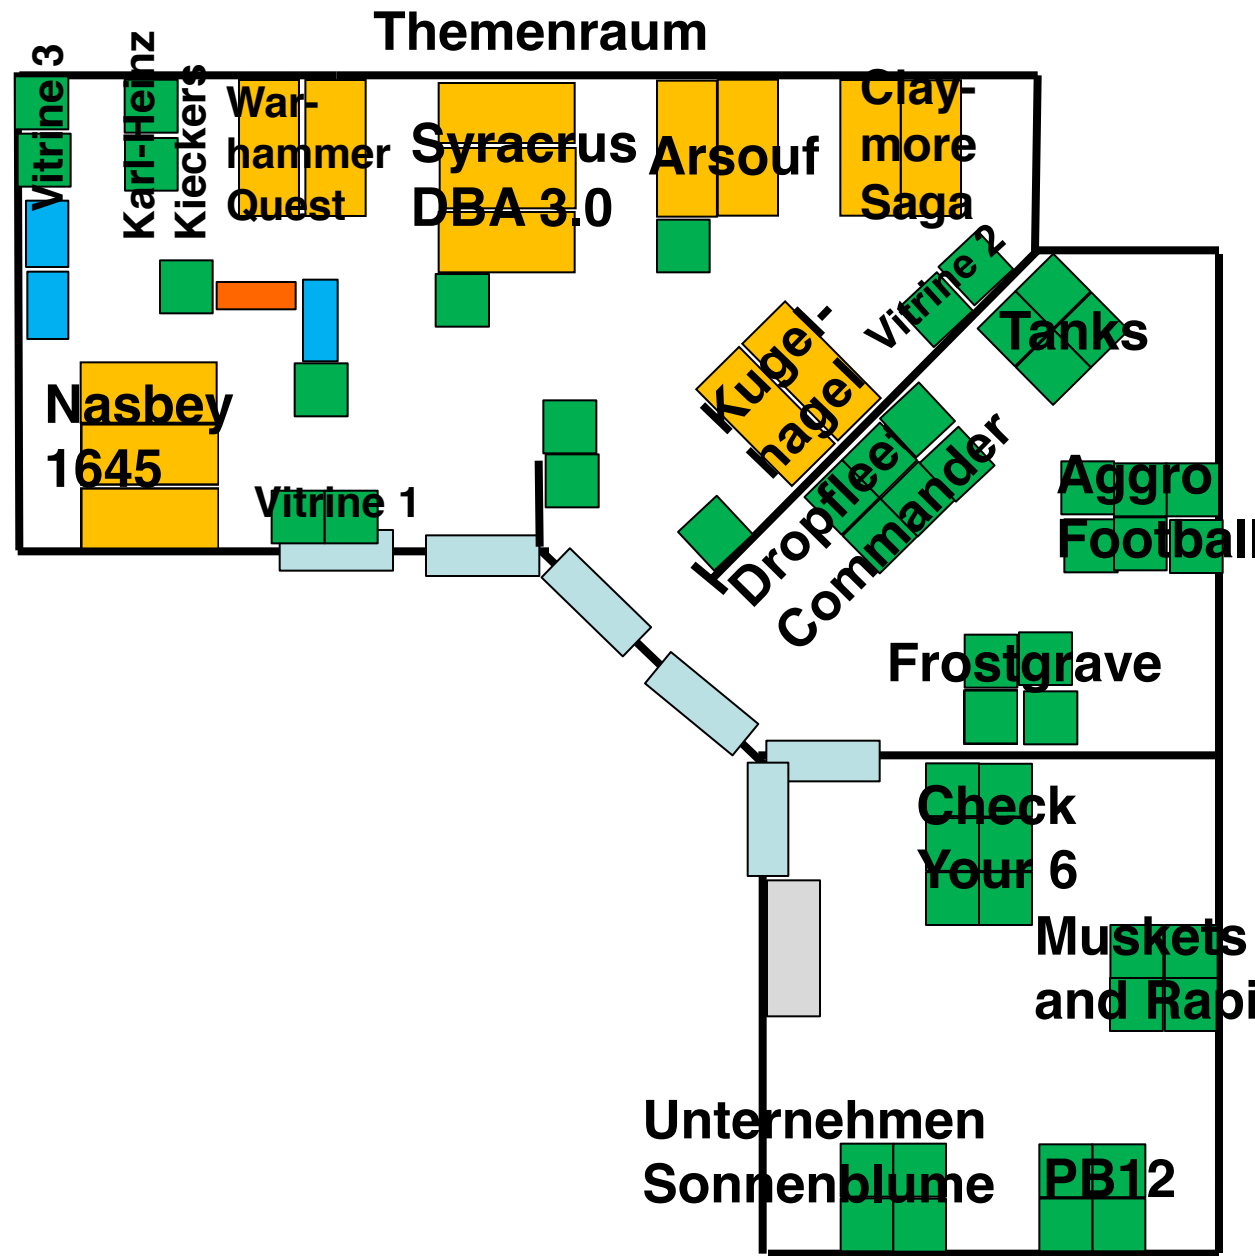 Themenraum
Vitrine 3
Karl-Heinz
Kieckers
War-
hammer
Quest
Syracrus
DBA 3.0
Arsouf
Clay-
more
Saga
Vitrine 2
Tanks
Kugel-
hagel
Nasbey
1645
Vitrine 1
Dropfleet
Commander
Aggro
Football
Frostgrave
Check
Your 6
Muskets
and Rapi
Unternehmen
Sonnenblume
PB12